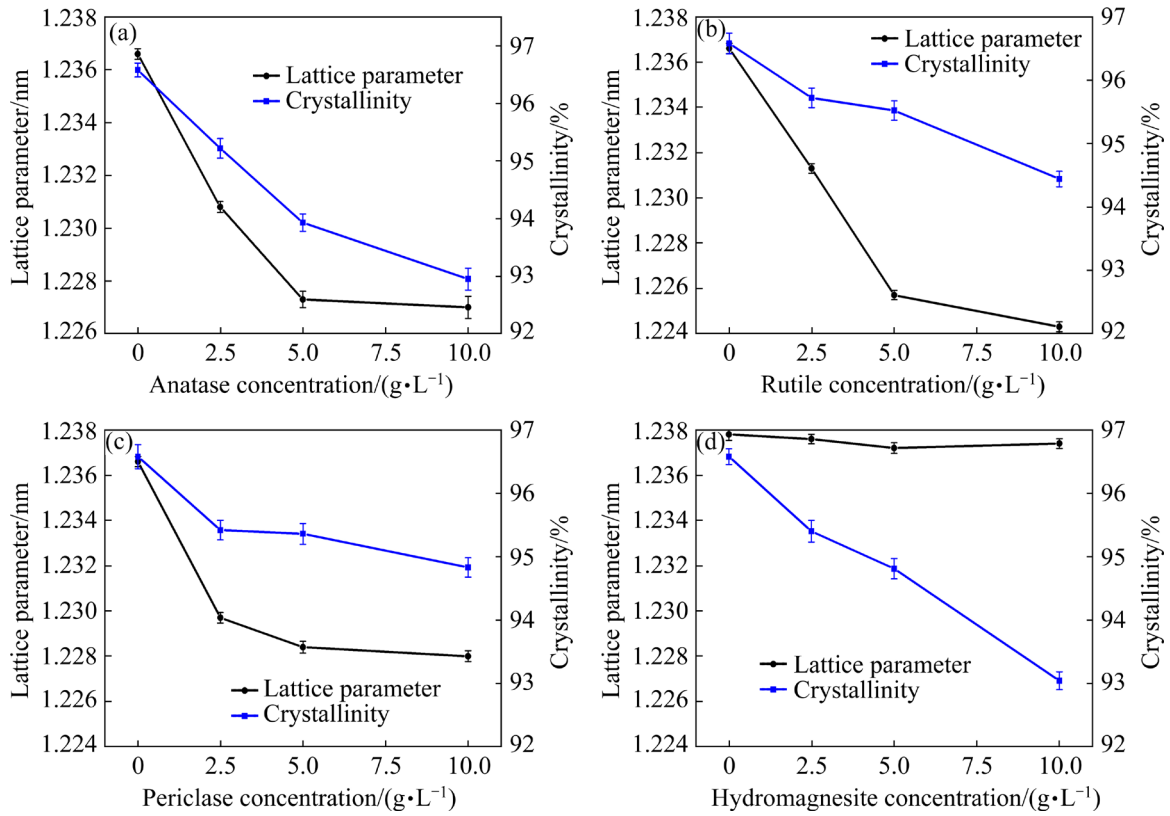 (a)
Lattice parameter/nm
1.238
1.236
1.234
1.232
1.230
1.228
1.226
Lattice parameter
Crystallinity
97
96
95
94
93
92
Crystallinity/%
0 2.5 5.0 7.5 10.0
Anatase concentration/(g•L⁻¹)
(b)
Lattice parameter/nm
1.238
1.236
1.234
1.232
1.230
1.228
1.226
1.224
Lattice parameter
Crystallinity
97
96
95
94
93
92
Crystallinity/%
0 2.5 5.0 7.5 10.0
Rutile concentration/(g•L⁻¹)
(c)
Lattice parameter/nm
1.238
1.236
1.234
1.232
1.230
1.228
1.226
1.224
Lattice parameter
Crystallinity
97
96
95
94
93
92
Crystallinity/%
0 2.5 5.0 7.5 10.0
Periclase concentration/(g•L⁻¹)
(d)
Lattice parameter/nm
1.238
1.236
1.234
1.232
1.230
1.228
1.226
1.224
Lattice parameter
Crystallinity
97
96
95
94
93
92
Crystallinity/%
0 2.5 5.0 7.5 10.0
Hydromagnesite concentration/(g•L⁻¹)